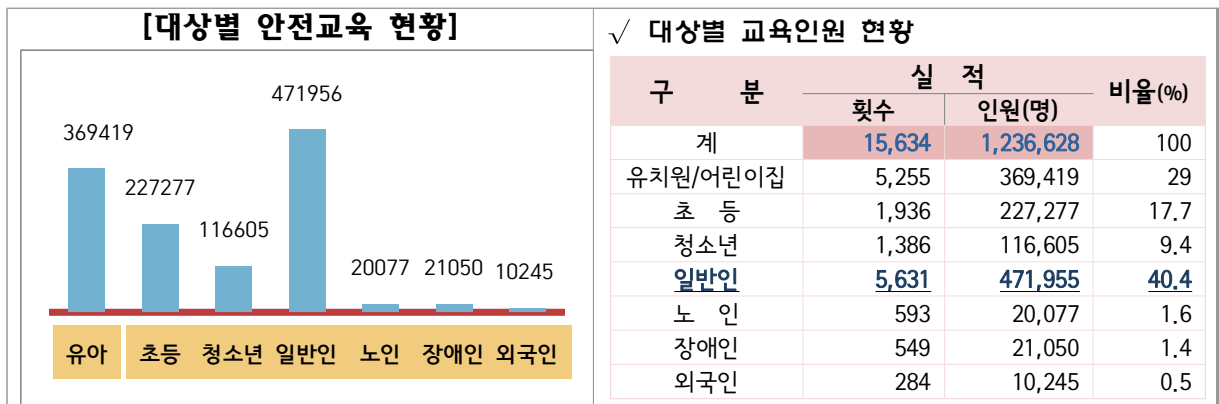 [대상별 안전교육 현황]
471956
369419
227277
116605
20077 21050 10245
유아 초등 청소년 일반인 노인 장애인 외국인
√ 대상별 교육인원 현황
구 분 실 적 비율(%)
횟수 인원(명)
계 15,634 1,236,628 100
유치원/어린이집 5,255 369,419 29
초 등 1,936 227,277 17.7
청소년 1,386 116,605 9.4
일반인 5,631 471,955 40.4
노 인 593 20,077 1.6
장애인 549 21,050 1.4
외국인 284 10,245 0.5